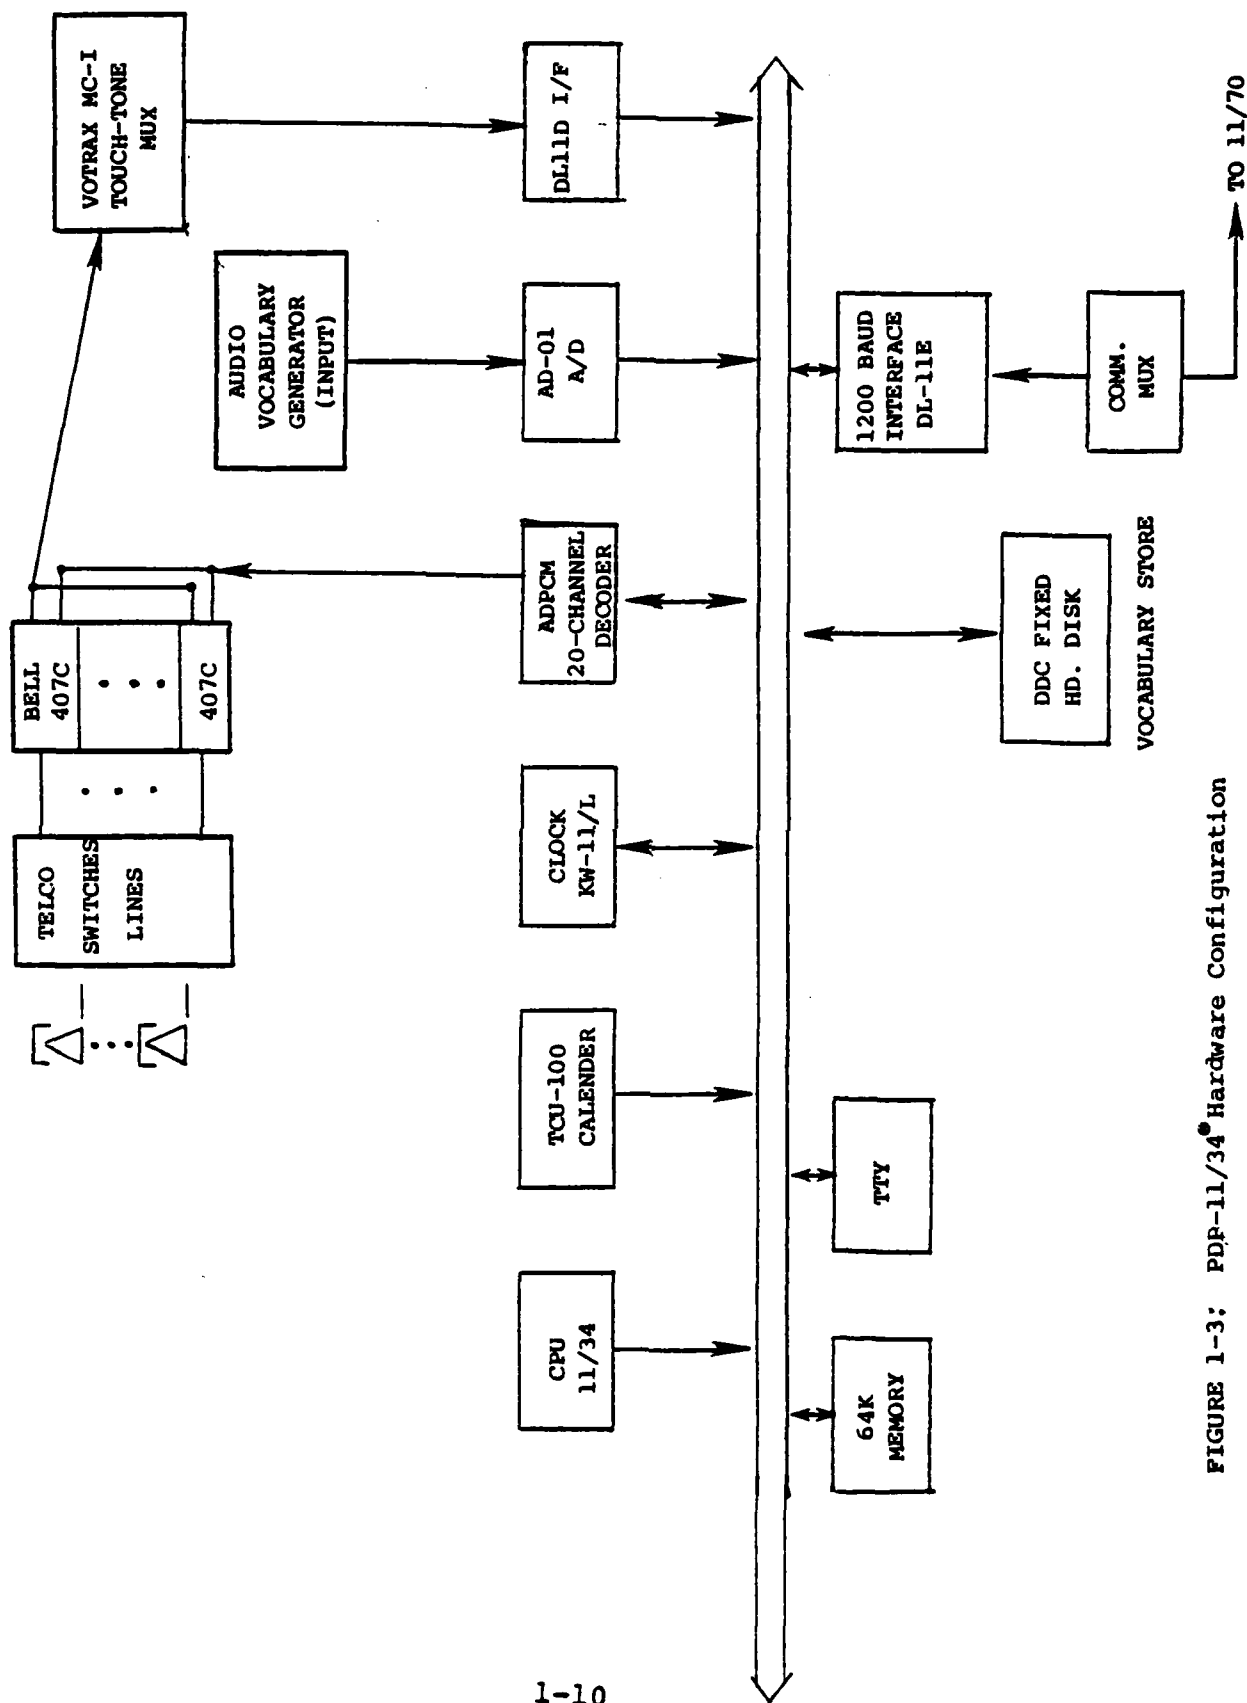 TELCO
SWITCHES
LINES
BELL
407C
407C
VOTRAX MC-I
TOUCH-TONE
MUX
AUDIO
VOCABULARY
GENERATOR
(INPUT)
CPU
11/34
TCU-100
CALENDER
CLOCK
KW-11/L
ADPCM
20-CHANNEL
DECODER
AD-01
A/D
DL11D I/F
64K
MEMORY
TTY
DDC FIXED
HD. DISK
VOCABULARY STORE
1200 BAUD
INTERFACE
DL-11E
COMM.
MUX
TO 11/70
FIGURE 1-3: PDP-11/34® Hardware Configuration
1-10